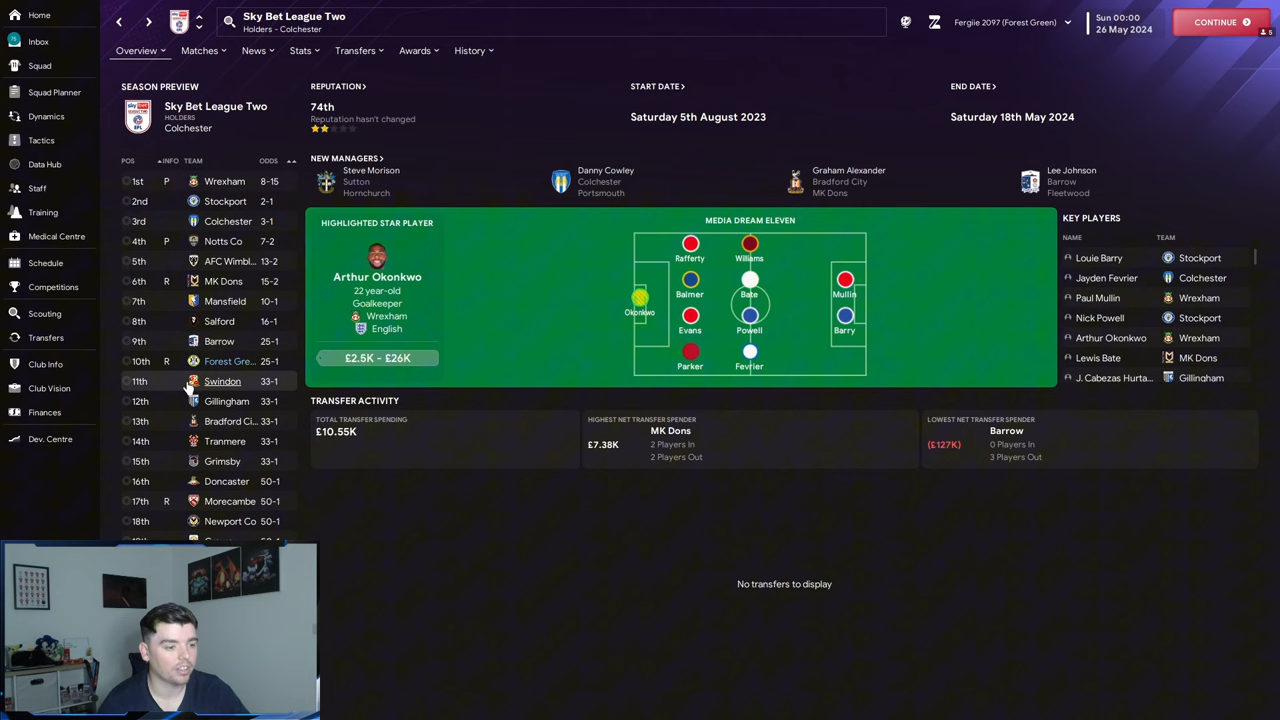 Home
Inbox
Squad
Squad Planner
Dynamics
Tactics
Data Hub
Staff
Training
Medical Centre
Schedule
Competitions
Scouting
Transfers
Club Info
Club Vision
Finances
Dev. Centre
Sky Bet League Two
Holders - Colchester
Fergiie 2097 (Forest Green)
Sun 00:00
26 May 2024
CONTINUE
5
Overview
Matches
News
Stats
Transfers
Awards
History
SEASON PREVIEW
Sky Bet League Two
HOLDERS
Colchester
POS INFO TEAM ODDS
1st P Wrexham 8-15
2nd Stockport 2-1
3rd Colchester 3-1
4th P Notts Co 7-2
5th AFC Wimbl... 13-2
6th R MK Dons 15-2
7th Mansfield 10-1
8th Salford 16-1
9th Barrow 25-1
10th R Forest Gre... 25-1
11th Swindon 33-1
12th Gillingham 33-1
13th Bradford Ci... 33-1
14th Tranmere 33-1
15th Grimsby 33-1
16th Doncaster 50-1
17th R Morecambe 50-1
18th Newport Co 50-1
REPUTATION
74th
Reputation hasn't changed
START DATE
Saturday 5th August 2023
END DATE
Saturday 18th May 2024
NEW MANAGERS
Steve Morison
Sutton
Hornchurch
Danny Cowley
Colchester
Portsmouth
Graham Alexander
Bradford City
MK Dons
Lee Johnson
Barrow
Fleetwood
HIGHLIGHTED STAR PLAYER
Arthur Okonkwo
22 year-old
Goalkeeper
Wrexham
English
£2.5K - £26K
MEDIA DREAM ELEVEN
Rafferty
Williams
Balmer
Bate
Mullin
Okonkwo
Evans
Powell
Barry
Parker
Fevrier
KEY PLAYERS
NAME TEAM
Louie Barry Stockport
Jayden Fevrier Colchester
Paul Mullin Wrexham
Nick Powell Stockport
Arthur Okonkwo Wrexham
Lewis Bate MK Dons
J. Cabezas Hurta... Gillingham
TRANSFER ACTIVITY
TOTAL TRANSFER SPENDING
£10.55K
HIGHEST NET TRANSFER SPENDER
£7.38K
MK Dons
2 Players In
2 Players Out
LOWEST NET TRANSFER SPENDER
(£127K)
Barrow
0 Players In
3 Players Out
No transfers to display